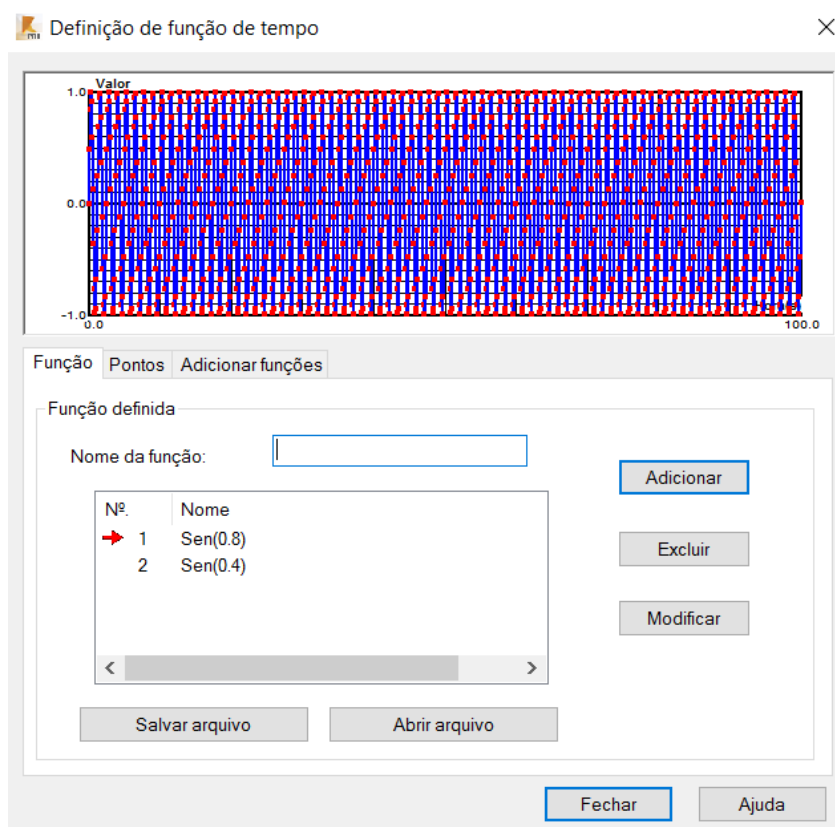 Definição de função de tempo
Valor
1.0
0.0
-1.0
0.0
100.0
Função Pontos Adicionar funções
Função definida
Nome da função:
Adicionar
Nº. Nome
1 Sen(0.8)
2 Sen(0.4)
Excluir
Modificar
Salvar arquivo Abrir arquivo
Fechar Ajuda